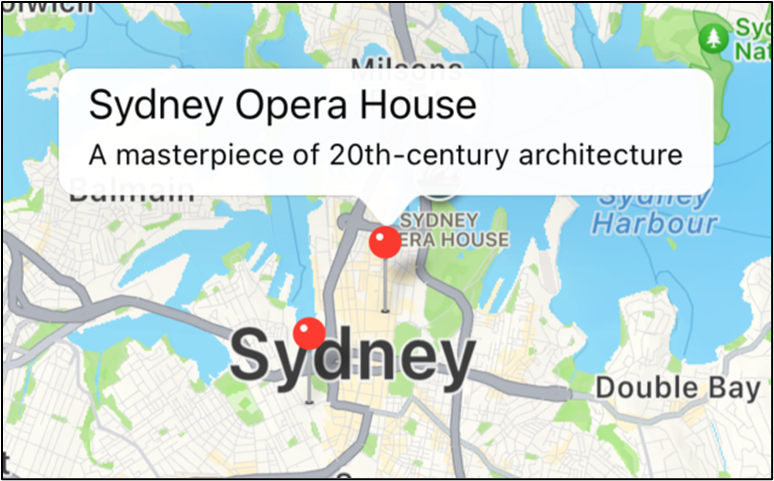 Milsons
Sydney Opera House
A masterpiece of 20th-century architecture
Balmain
Sydney
Harbour
SYDNEY
ERA HOUSE
Sydney
Double Bay